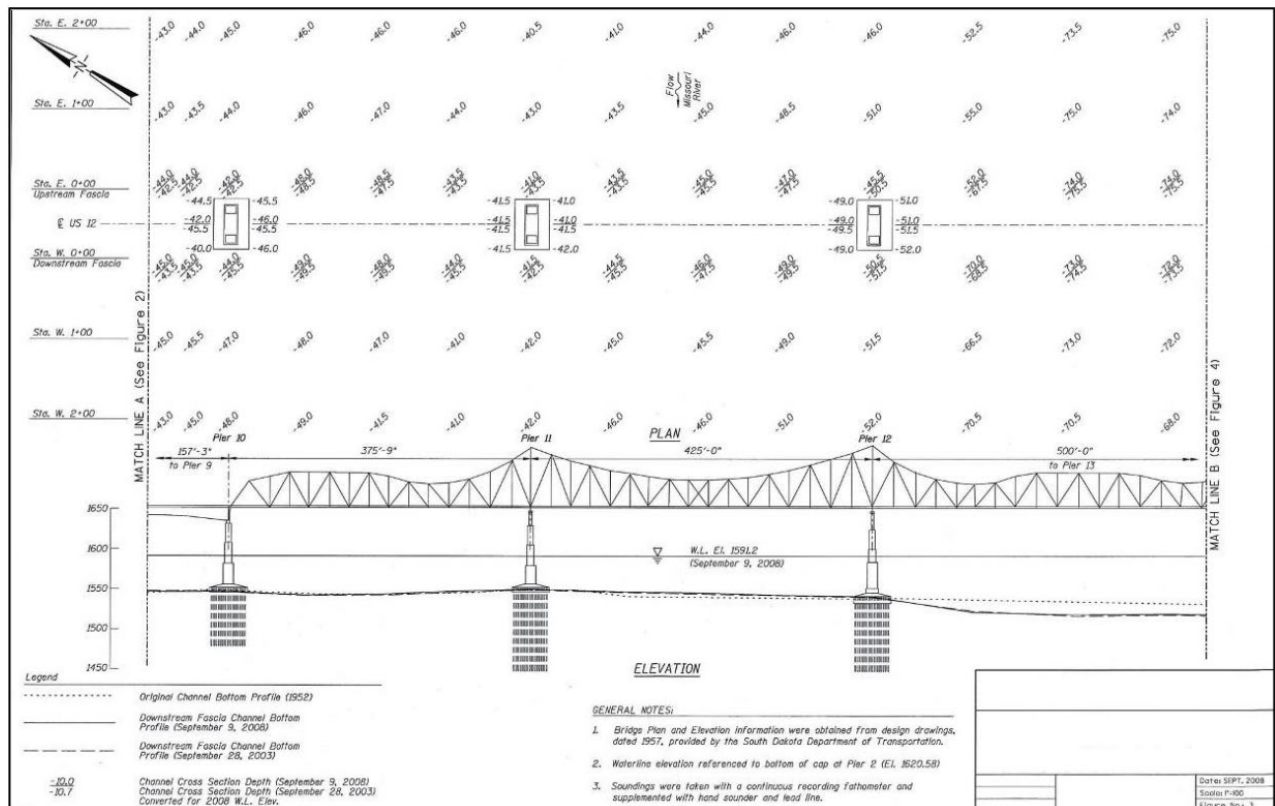 Sta. E. 2+00
-43.0 -44.0 -45.0 -46.0 -46.0 -46.0 -40.5 -41.0 -44.0 -46.0 -46.0 -52.5 -73.5 -75.0
N
Flow
Missouri
River
Sta. E. 1+00
-43.0 -43.5 -44.0 -46.0 -47.0 -44.0 -43.0 -43.5 -45.0 -48.5 -51.0 -55.0 -75.0 -74.0
Sta. E. 0+00
Upstream Fascia
-44.5 -45.5 -41.5 -41.0 -49.0 -51.0
℄ US 12
-42.0 -46.0 -41.5 -41.0 -49.0 -51.0
-45.5 -45.5 -41.5 -41.5 -49.5 -51.5
-40.0 -46.0 -41.5 -42.0 -49.0 -52.0
Sta. W. 0+00
Downstream Fascia
Sta. W. 1+00
-45.0 -45.5 -47.0 -48.0 -47.0 -41.0 -42.0 -45.0 -45.5 -49.0 -51.5 -66.5 -73.0 -72.0
Sta. W. 2+00
-43.0 -45.0 -48.0 -49.0 -41.5 -41.0 -42.0 -46.0 -46.0 -51.0 -52.0 -70.5 -70.5 -68.0
MATCH LINE A (See Figure 2)
MATCH LINE B (See Figure 4)
Pier 10 Pier 11 PLAN Pier 12
157'-3" 375'-9" 425'-0" 500'-0"
to Pier 9 to Pier 13
1650
1600
W.L. El. 1591.2
(September 9, 2008)
1550
1500
1450
ELEVATION
Legend
Original Channel Bottom Profile (1952)
Downstream Fascia Channel Bottom
Profile (September 9, 2008)
Downstream Fascia Channel Bottom
Profile (September 28, 2003)
-10.0 Channel Cross Section Depth (September 9, 2008)
-10.7 Channel Cross Section Depth (September 28, 2003)
Converted for 2008 W.L. Elev.
GENERAL NOTES:
1. Bridge Plan and Elevation information were obtained from design drawings,
dated 1957, provided by the South Dakota Department of Transportation.
2. Waterline elevation referenced to bottom of cap at Pier 2 (El. 1620.58)
3. Soundings were taken with a continuous recording fathometer and
supplemented with hand sounder and lead line.
Date: SEPT. 2008
Scale: 1"=100
Figure No.: 3